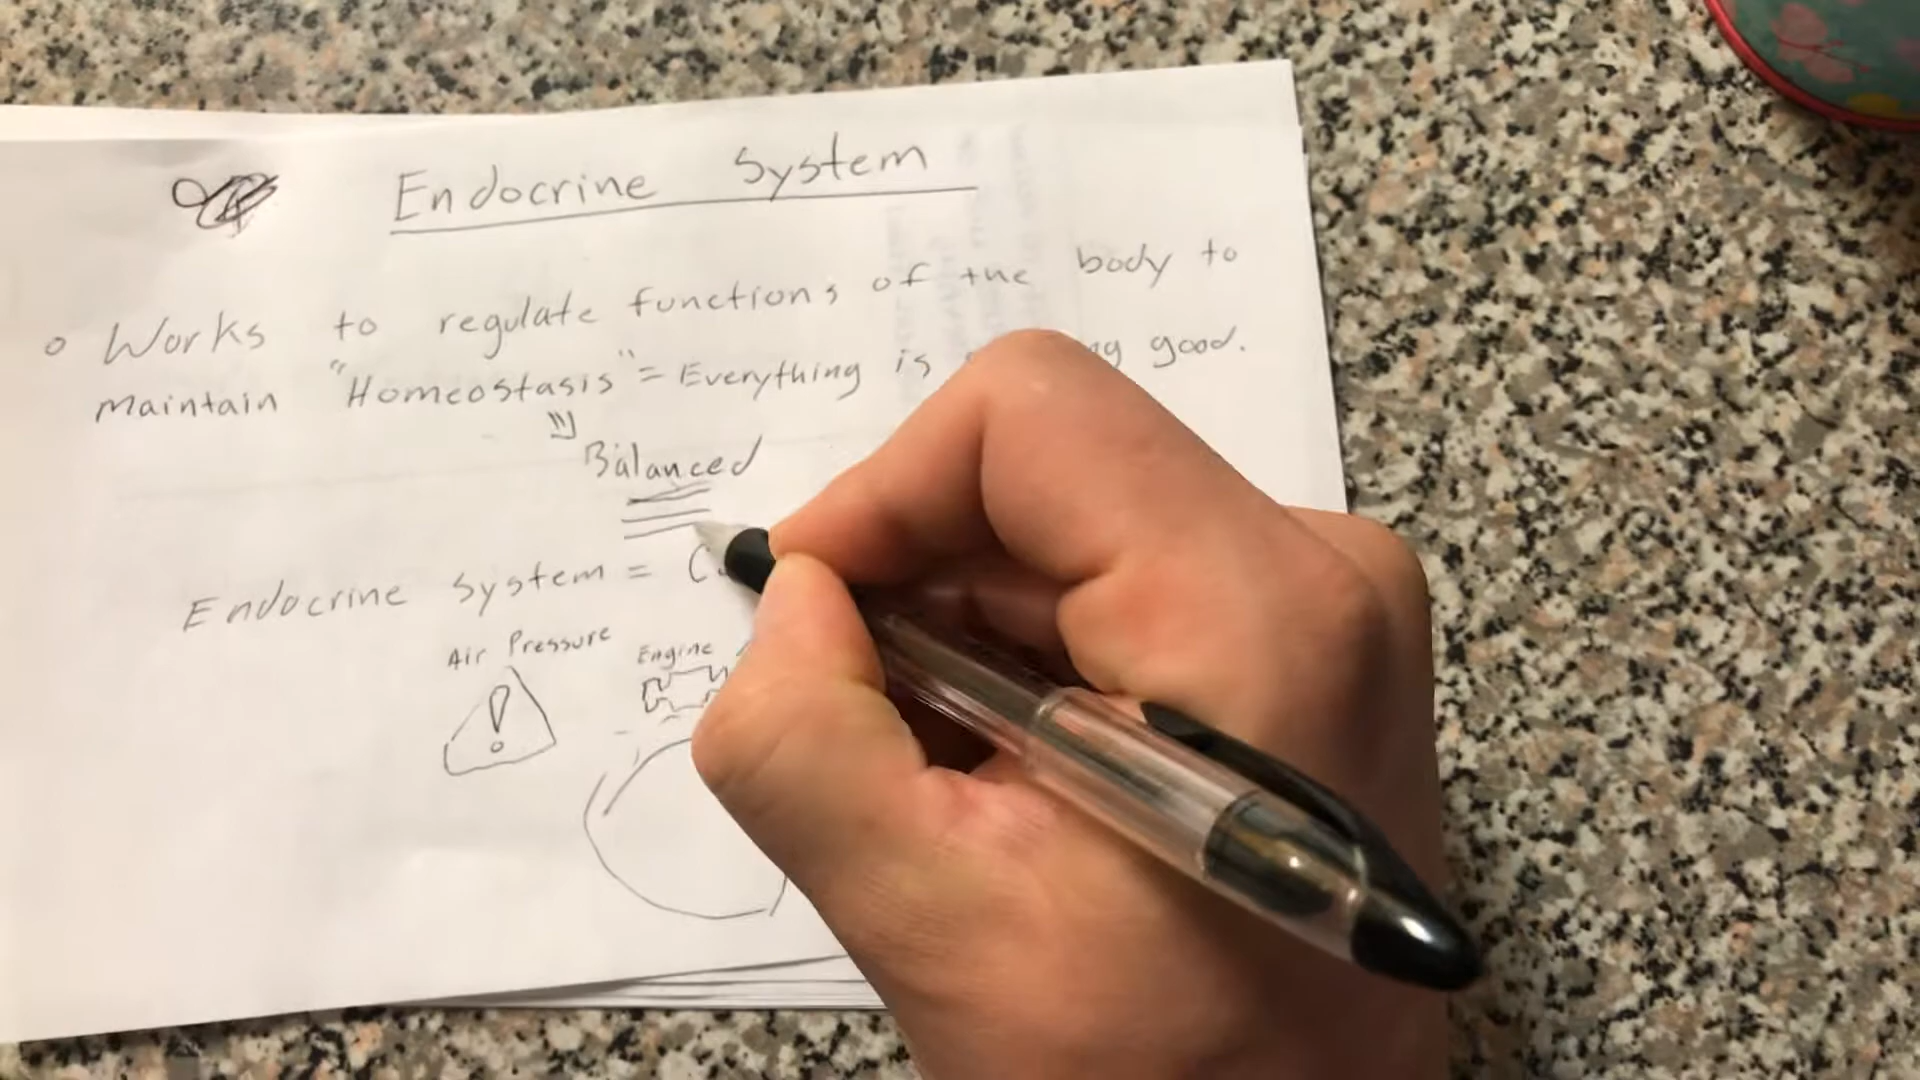 Endocrine System
o Works to regulate functions of the body to
maintain "Homeostasis" = Everything is good.
Balanced
Endocrine System =
Air Pressure
Engine
!